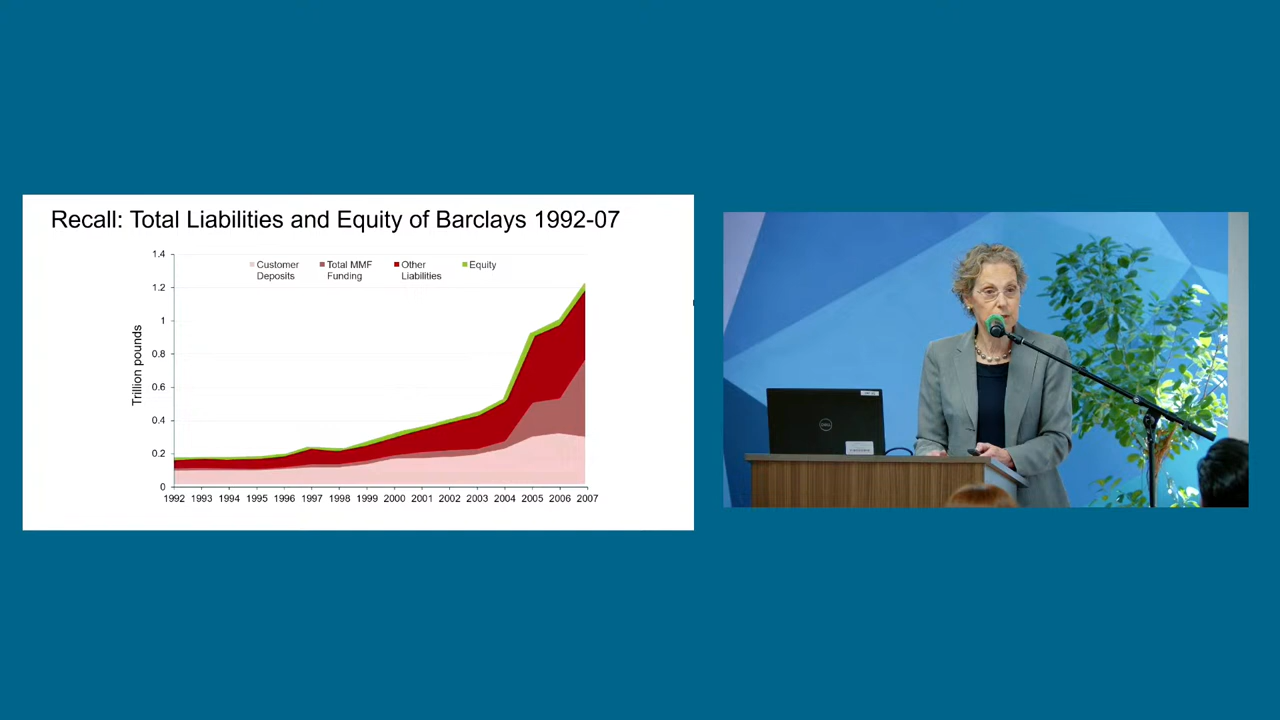 Recall: Total Liabilities and Equity of Barclays 1992-07
Customer Deposits
Total MMF Funding
Other Liabilities
Equity
Trillion pounds
1.4
1.2
1
0.8
0.6
0.4
0.2
0
1992 1993 1994 1995 1996 1997 1998 1999 2000 2001 2002 2003 2004 2005 2006 2007
DELL